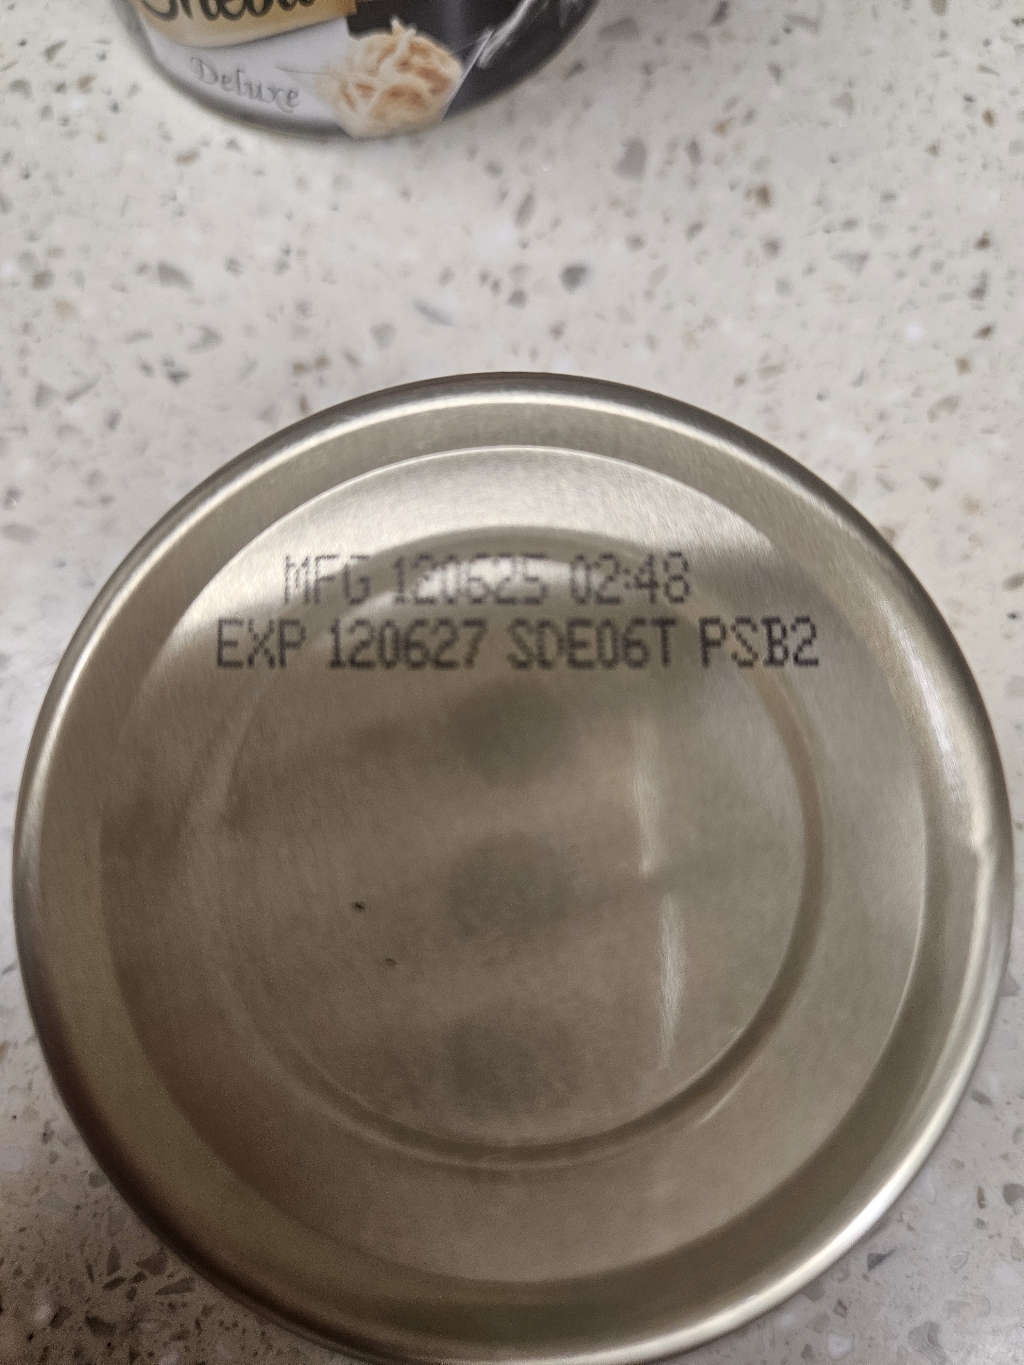 Deluxe
MFG 120625 02:48
EXP 120627 SDE06T PSB2